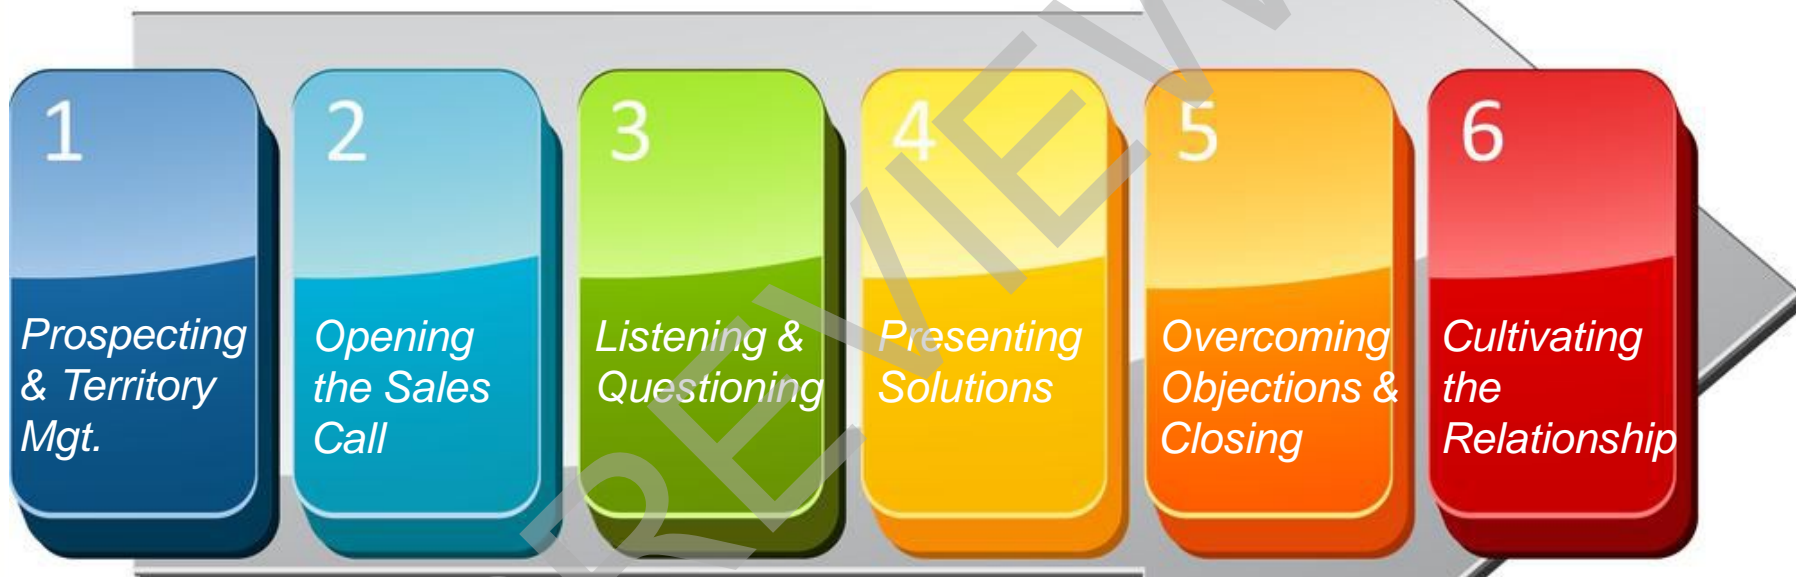 1
Prospecting
& Territory
Mgt.
2
Opening
the Sales
Call
3
Listening &
Questioning
4
Presenting
Solutions
5
Overcoming
Objections &
Closing
6
Cultivating
the
Relationship
REVIEW